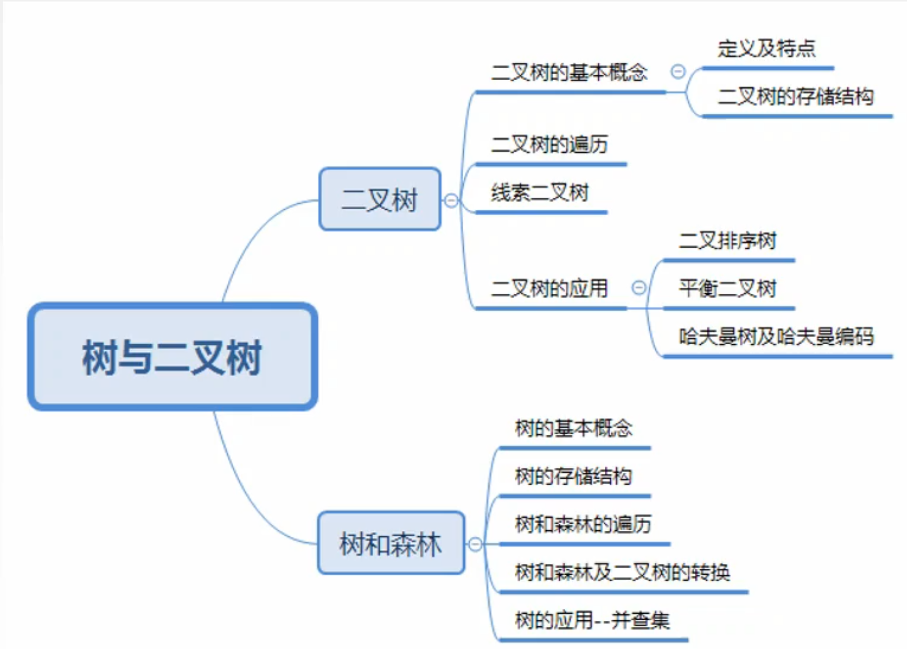 树与二叉树
二叉树
二叉树的基本概念
定义及特点
二叉树的存储结构
二叉树的遍历
线索二叉树
二叉树的应用
二叉排序树
平衡二叉树
哈夫曼树及哈夫曼编码
树和森林
树的基本概念
树的存储结构
树和森林的遍历
树和森林及二叉树的转换
树的应用--并查集